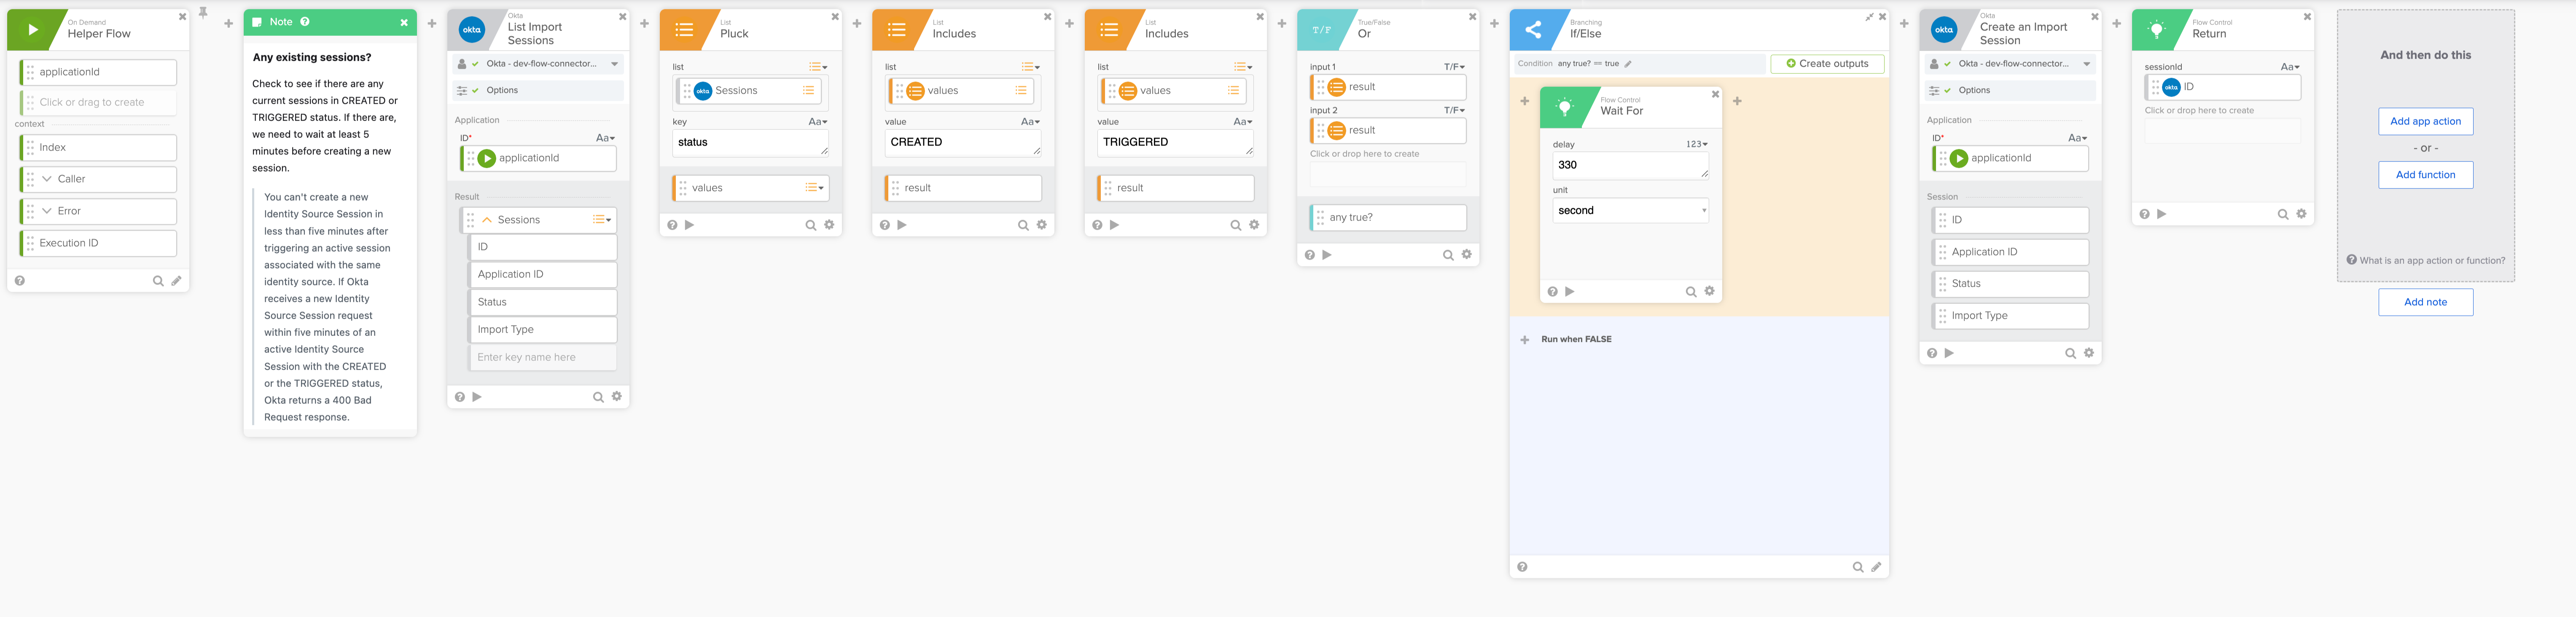 On Demand
Helper Flow
applicationId
Click or drag to create
context
Index
Caller
Error
Execution ID
Note
Any existing sessions?
Check to see if there are any
current sessions in CREATED or
TRIGGERED status. If there are,
we need to wait at least 5
minutes before creating a new
session.
You can't create a new
Identity Source Session in
less than five minutes after
triggering an active session
associated with the same
identity source. If Okta
receives a new Identity
Source Session request
within five minutes of an
active Identity Source
Session with the CREATED
or the TRIGGERED status,
Okta returns a 400 Bad
Request response.
okta
Okta
List Import
Sessions
Okta - dev-flow-connector...
Options
Application
ID*
Aa
applicationId
Result
Sessions
ID
Application ID
Status
Import Type
Enter key name here
List
Pluck
list
okta
Sessions
key
Aa
status
values
List
Includes
list
values
value
Aa
CREATED
result
List
Includes
list
values
value
Aa
TRIGGERED
result
T/F
True/False
Or
input 1
T/F
result
input 2
T/F
result
Click or drop here to create
any true?
Branching
If/Else
Condition any true? == true
Create outputs
Flow Control
Wait For
delay
123
330
unit
second
Run when FALSE
okta
Okta
Create an Import
Session
Okta - dev-flow-connector...
Options
Application
ID*
Aa
applicationId
Session
ID
Application ID
Status
Import Type
Flow Control
Return
sessionId
Aa
okta
ID
Click or drop here to create
And then do this
Add app action
- or -
Add function
What is an app action or function?
Add note